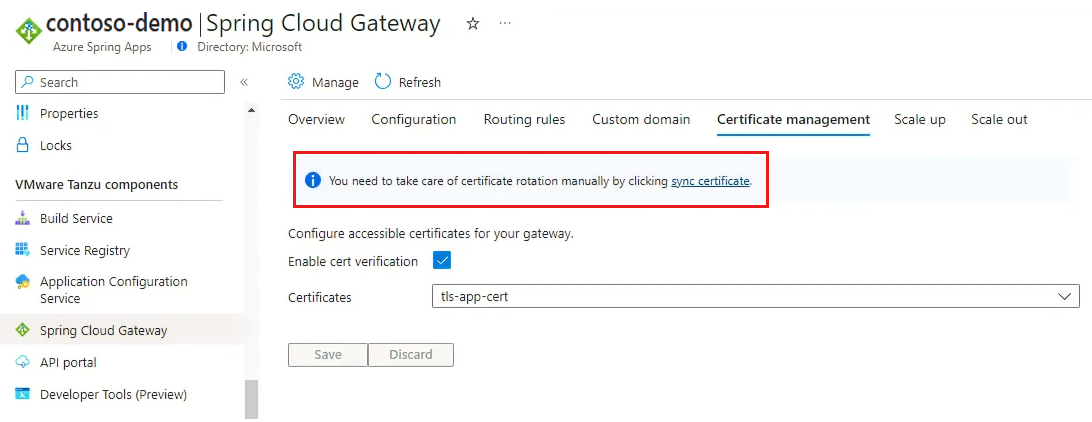 contoso-demo | Spring Cloud Gateway
Azure Spring Apps | Directory: Microsoft
Search
Properties
Locks
VMware Tanzu components
Build Service
Service Registry
Application Configuration
Service
Spring Cloud Gateway
API portal
Developer Tools (Preview)
Manage Refresh
Overview Configuration Routing rules Custom domain Certificate management Scale up Scale out
You need to take care of certificate rotation manually by clicking sync certificate.
Configure accessible certificates for your gateway.
Enable cert verification
Certificates tls-app-cert
Save Discard